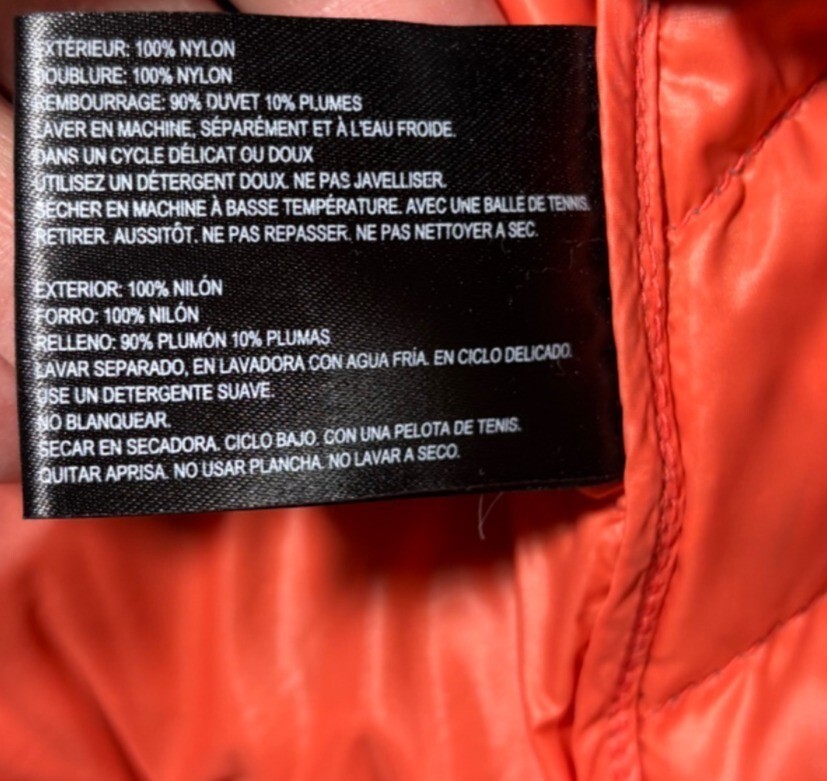 EXTÉRIEUR: 100% NYLON
DOUBLURE: 100% NYLON
REMBOURRAGE: 90% DUVET 10% PLUMES
LAVER EN MACHINE, SÉPARÉMENT ET À L'EAU FROIDE.
DANS UN CYCLE DÉLICAT OU DOUX
UTILISEZ UN DÉTERGENT DOUX. NE PAS JAVELLISER.
SÉCHER EN MACHINE À BASSE TEMPÉRATURE. AVEC UNE BALLE DE TENNIS.
RETIRER. AUSSITÔT. NE PAS REPASSER. NE PAS NETTOYER A SEC.
EXTERIOR: 100% NILÓN
FORRO: 100% NILÓN
RELLENO: 90% PLUMÓN 10% PLUMAS
LAVAR SEPARADO, EN LAVADORA CON AGUA FRÍA. EN CICLO DELICADO.
USE UN DETERGENTE SUAVE.
NO BLANQUEAR.
SECAR EN SECADORA. CICLO BAJO. CON UNA PELOTA DE TENIS.
QUITAR APRISA. NO USAR PLANCHA. NO LAVAR A SECO.